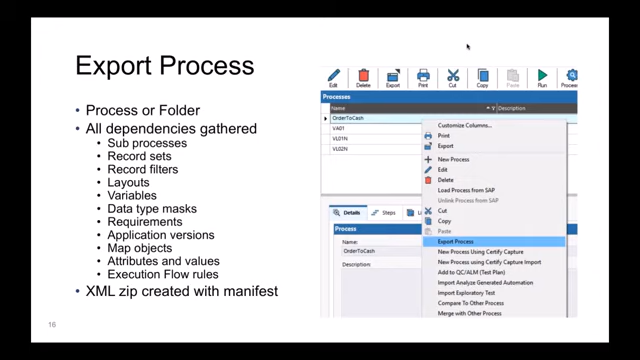 Export Process
• Process or Folder
• All dependencies gathered
• Sub processes
• Record sets
• Record filters
• Layouts
• Variables
• Data type masks
• Requirements
• Application versions
• Map objects
• Attributes and values
• Execution Flow rules
• XML zip created with manifest
16
Edit Delete Export Print Cut Copy Paste Run
Processes
Name Description
OrderToCash
VA01
VL01N
VL02N
Customize Columns...
Print
Export
New Process
Edit
Delete
Load Process from SAP
Unlink Process from SAP
Cut
Copy
Paste
Export Process
New Process Using Certify Capture
New Process using Certify Capture Import
Add to QC/ALM (Test Plan)
Import Analyze Generated Automation
Import Exploratory Test
Compare To Other Process
Merge with Other Process
Details Steps
Process
Name:
OrderToCash
Description: